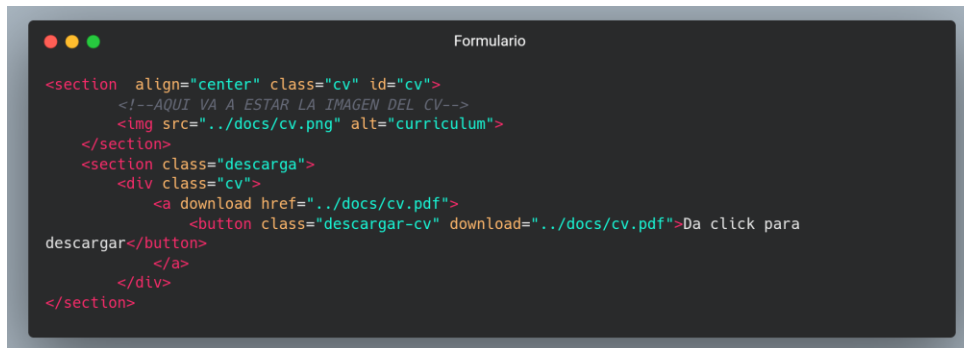 Formulario
<section  align="center" class="cv" id="cv">
        <!--AQUI VA A ESTAR LA IMAGEN DEL CV-->
        <img src="../docs/cv.png" alt="curriculum">
    </section>
    <section class="descarga">
        <div class="cv">
            <a download href="../docs/cv.pdf">
                <button class="descargar-cv" download="../docs/cv.pdf">Da click para
descargar</button>
            </a>
        </div>
</section>